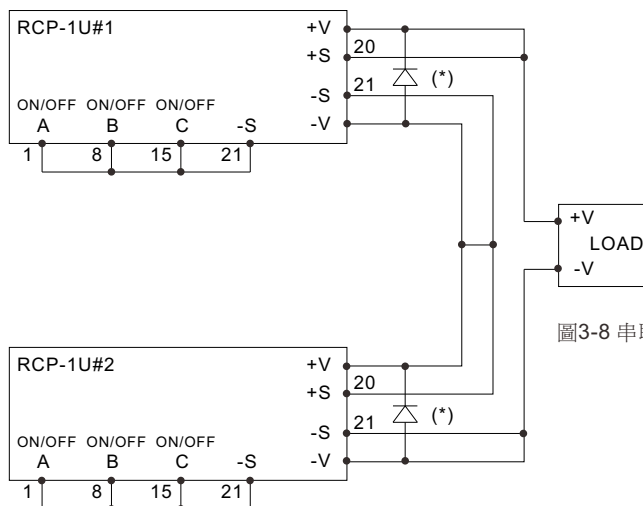 RCP-1U#1
+V
+S 20
-S 21 (*)
-V
ON/OFF ON/OFF ON/OFF
A B C -S
1 8 15 21
+V
LOAD
-V
圖3-8
RCP-1U#2
+V
+S 20
-S 21 (*)
-V
ON/OFF ON/OFF ON/OFF
A B C -S
1 8 15 21